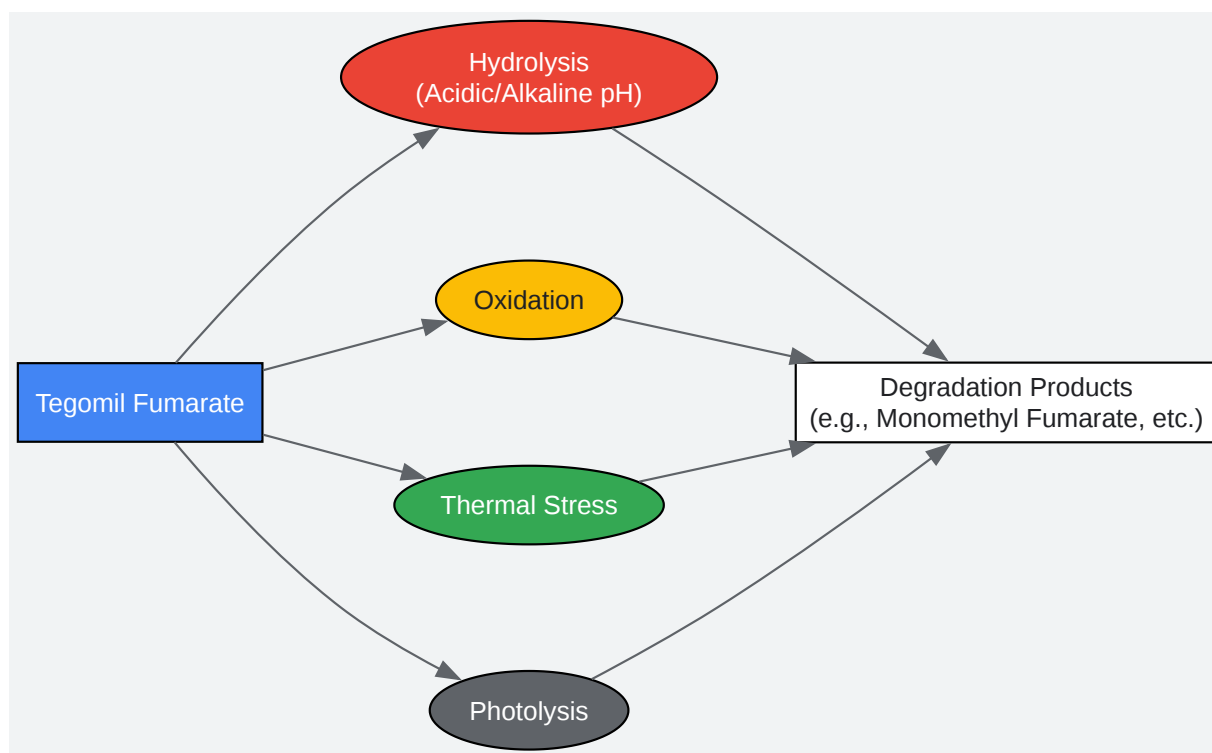 Hydrolysis
(Acidic/Alkaline pH)
Oxidation
Tegomil Fumarate
Degradation Products
(e.g., Monomethyl Fumarate, etc.)
Thermal Stress
Photolysis